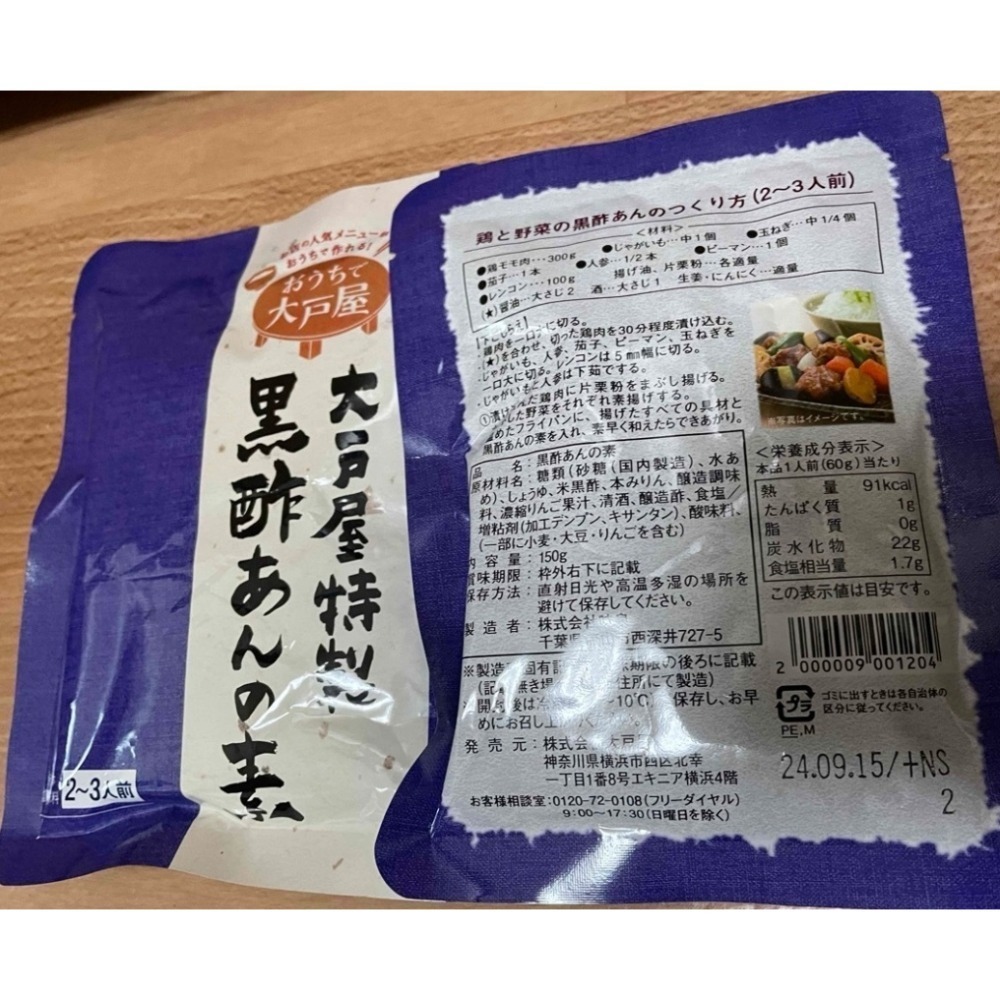 の人気メニューが
おうちで作れる!
おうちで
大戸屋
大戸屋特製
黒酢あんの素
2〜3人前
鶏と野菜の黒酢あんのつくり方(2〜3人前)
<材料>
●鶏モモ肉…300g ●じゃがいも…中1個 ●玉ねぎ…中1/4個
●茄子…1本 ●人参…1/2本 ●ピーマン…1個
●レンコン…100g 揚げ油、片栗粉…各適量
(★)醤油…大さじ2 酒…大さじ1 生姜・にんにく…適量
・鶏肉を一口大に切る。
・(★)を合わせ、切った鶏肉を30分程度漬け込む。
・じゃがいも、人参、茄子、ピーマン、玉ねぎを
一口大に切る。レンコンは5mm幅に切る。
・じゃがいもと人参は下茹でする。
①漬け込んだ鶏肉に片栗粉をまぶし揚げる。
した野菜をそれぞれ素揚げする。
めたフライパンに、揚げたすべての具材と
黒酢あんの素を入れ、素早く和えたらできあがり。
写真はイメージです。
品名:黒酢あんの素
原材料名:糖類(砂糖(国内製造)、水あ
め)、しょうゆ、米黒酢、本みりん、醸造調味
料、濃縮りんご果汁、清酒、醸造酢、食塩
増粘剤(加工デンプン、キサンタン)、酸味料、
(一部に小麦・大豆・りんごを含む)
内容量:150g
賞味期限:枠外右下に記載
保存方法:直射日光や高温多湿の場所を
避けて保存してください。
製造者:株式会社
千葉県 市西深井727-5
<栄養成分表示>
本品1人前(60g)当たり
熱量 91kcal
たんぱく質 1g
脂質 0g
炭水化物 22g
食塩相当量 1.7g
この表示値は目安です。
2 000009 001204
プラ
PE,M
ゴミに出すときは各自治体の
区分に従ってください。
※製造 固有記 期限の後ろに記載
(記 無き場 住所にて製造)
※開封後は冷 〜10℃ 保存し、お早
めにお召し上 く 。
発売元:株式会 大戸
神奈川県横浜市西区北幸
一丁目1番8号エキニア横浜4階
お客様相談室:0120-72-0108(フリーダイヤル)
9:00〜17:30(日曜日を除く)
24.09.15/+NS
2